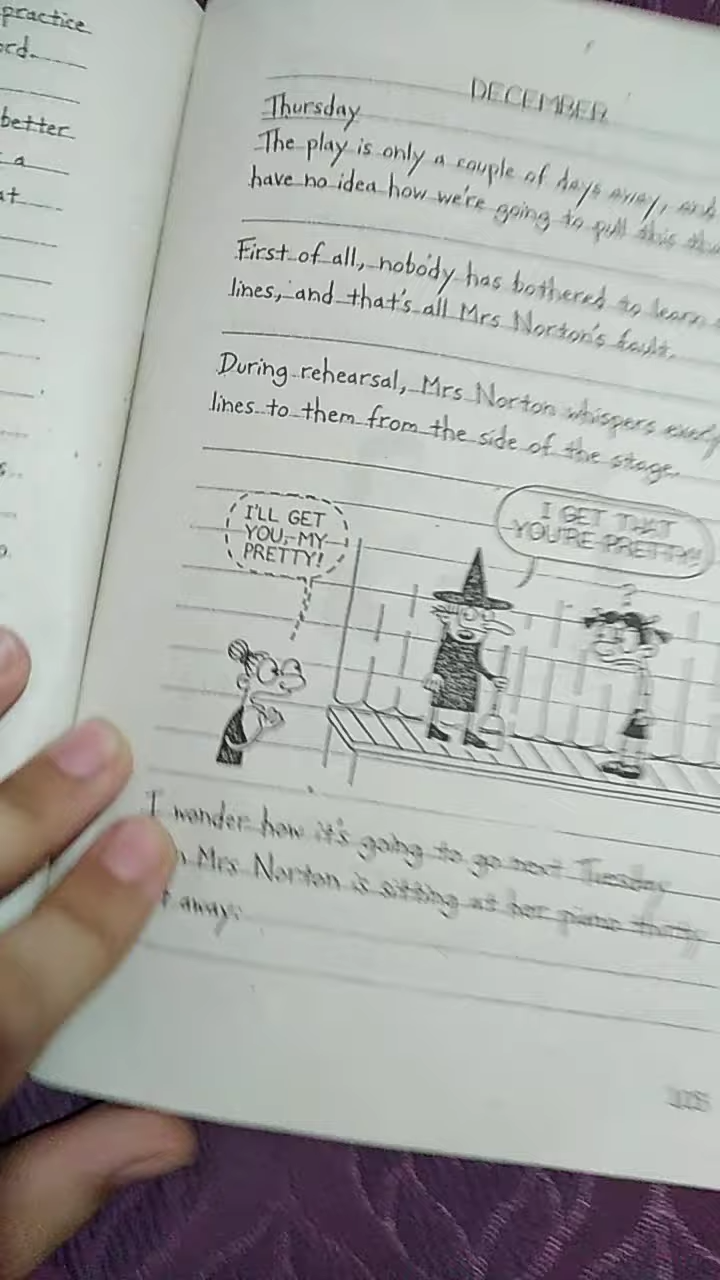 practice
ord.
better
a
at
DECEMBER
Thursday
The play is only a couple of days away, and
have no idea how we're going to pull this
First of all, nobody has bothered to learn
lines, and that's all Mrs Norton's fault.
During rehearsal, Mrs Norton whispers
lines to them from the side of the stage.
I'LL GET
YOU, MY
PRETTY!
I GET THAT
YOU'RE PRETTY!
?
I wonder how it's going to go next Tuesday
Mrs Norton is sitting at her piano thirty
away.